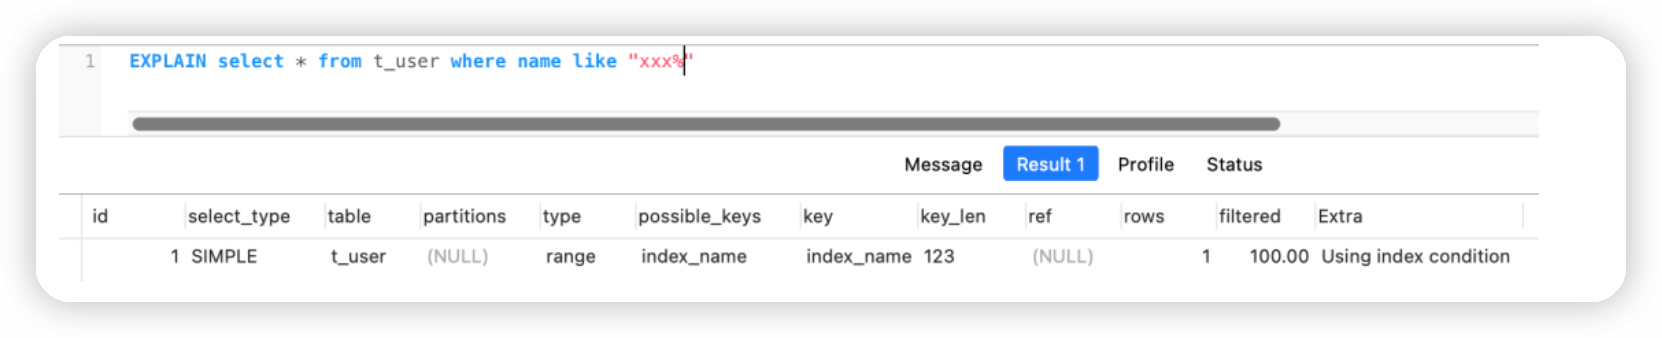 1 EXPLAIN select * from t_user where name like "xxx%"
Message Result 1 Profile Status
id select_type table partitions type possible_keys key key_len ref rows filtered Extra
1 SIMPLE t_user (NULL) range index_name index_name 123 (NULL) 1 100.00 Using index condition